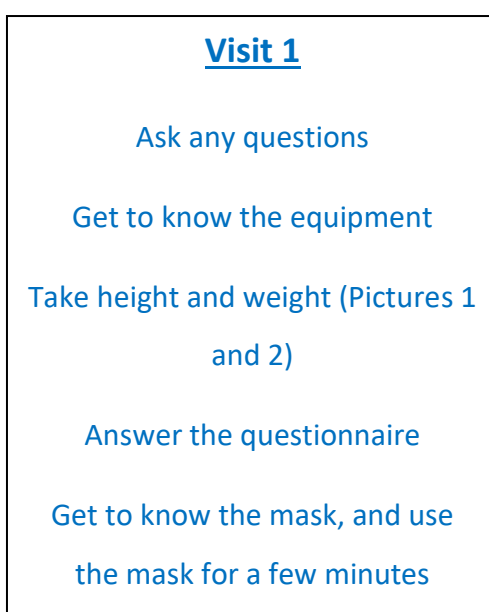 Visit 1
Ask any questions
Get to know the equipment
Take height and weight (Pictures 1
and 2)
Answer the questionnaire
Get to know the mask, and use
the mask for a few minutes